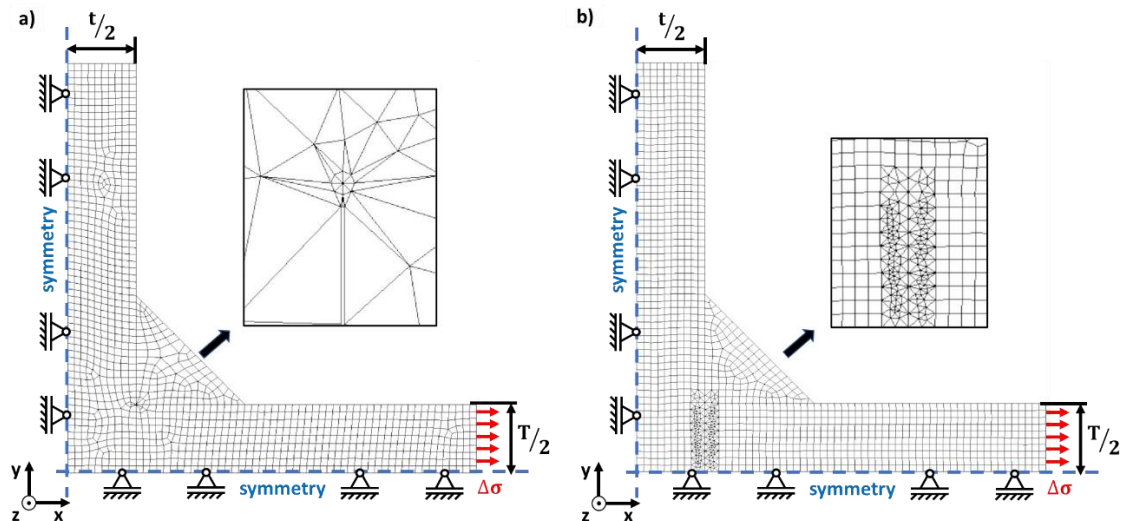 a)
t/2
symmetry
T/2
y
z
x
symmetry
Δσ
b)
t/2
symmetry
T/2
y
z
x
symmetry
Δσ